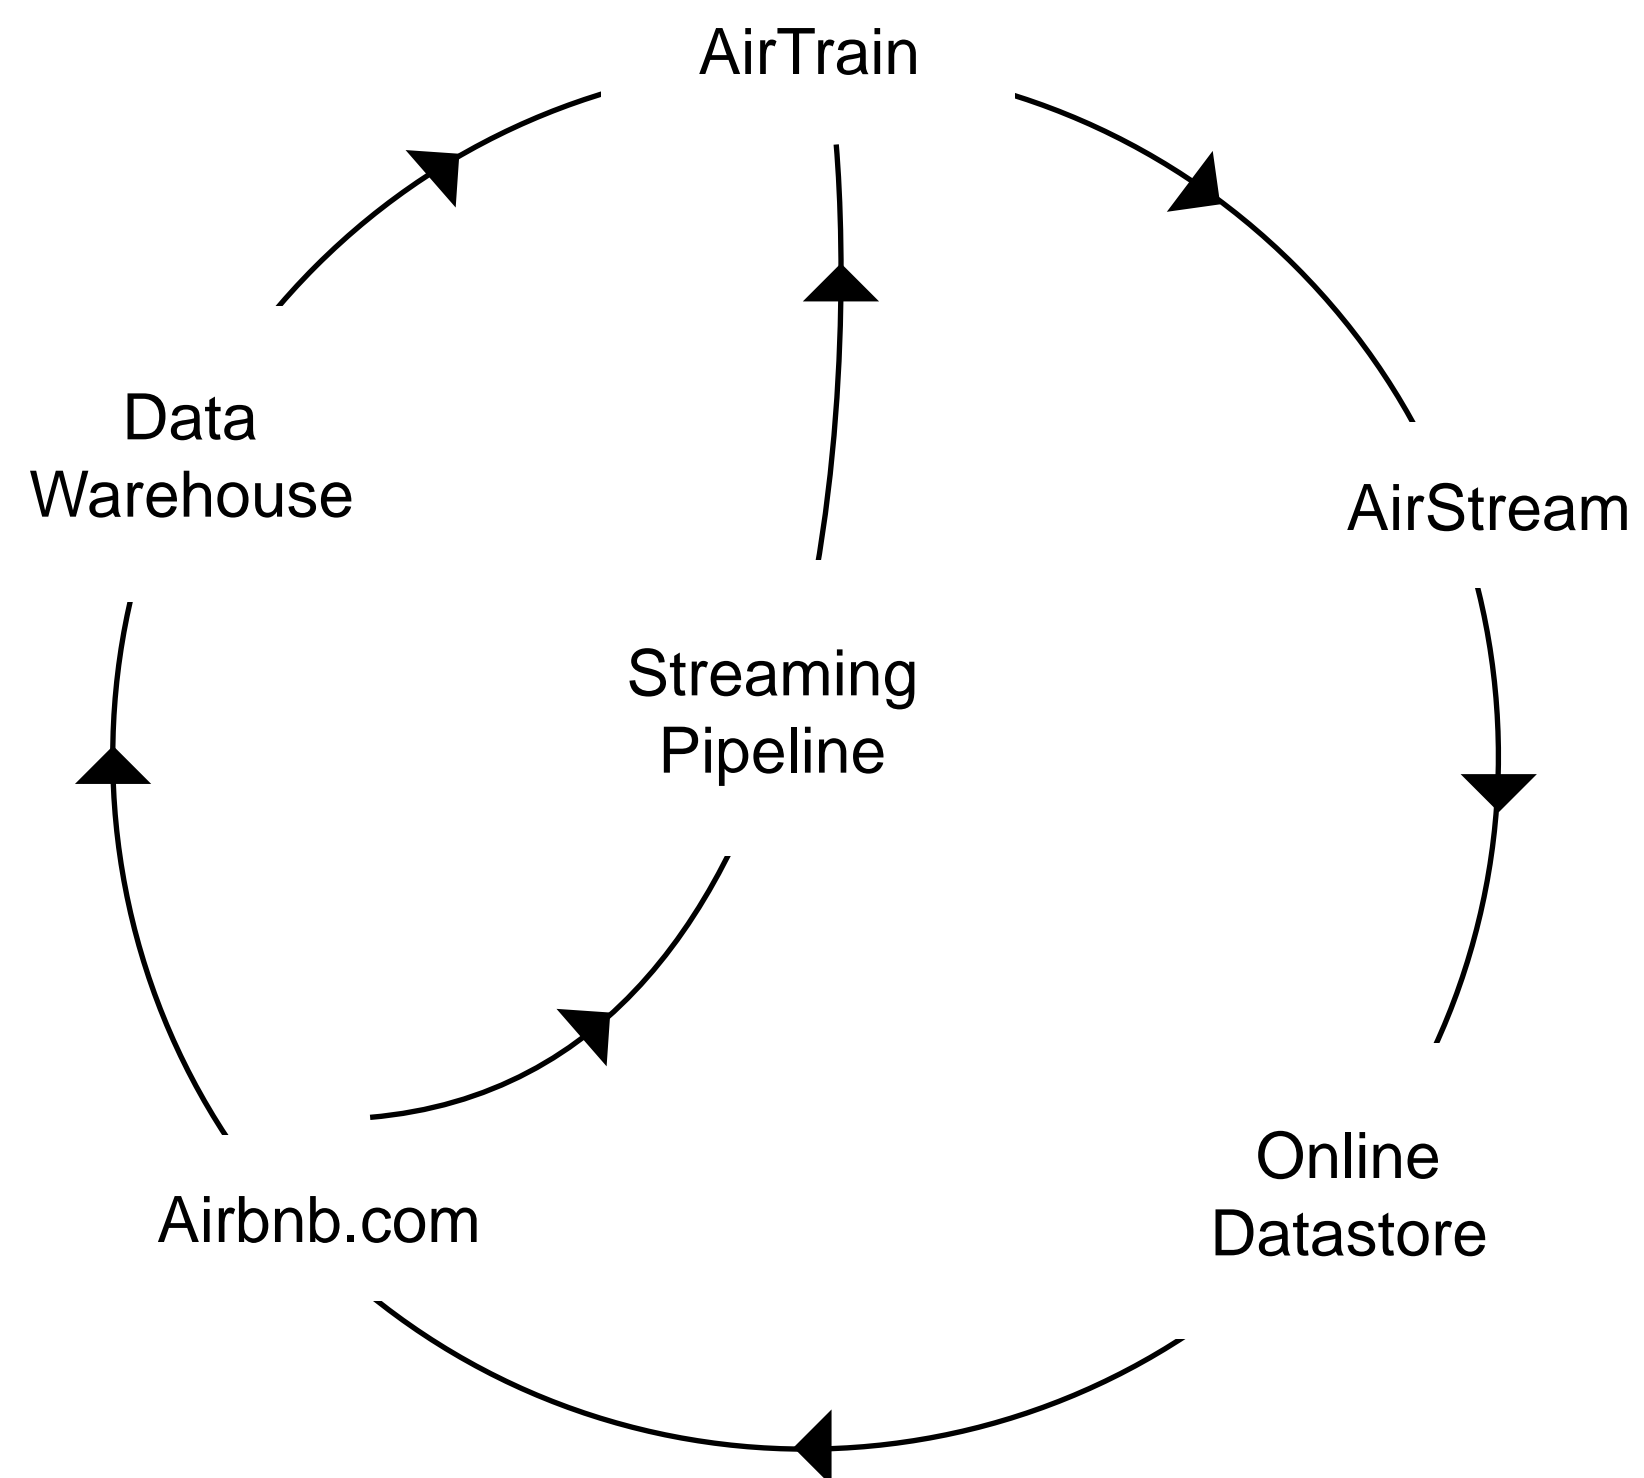 AirTrain
Data
Warehouse
AirStream
Streaming
Pipeline
Online
Datastore
Airbnb.com